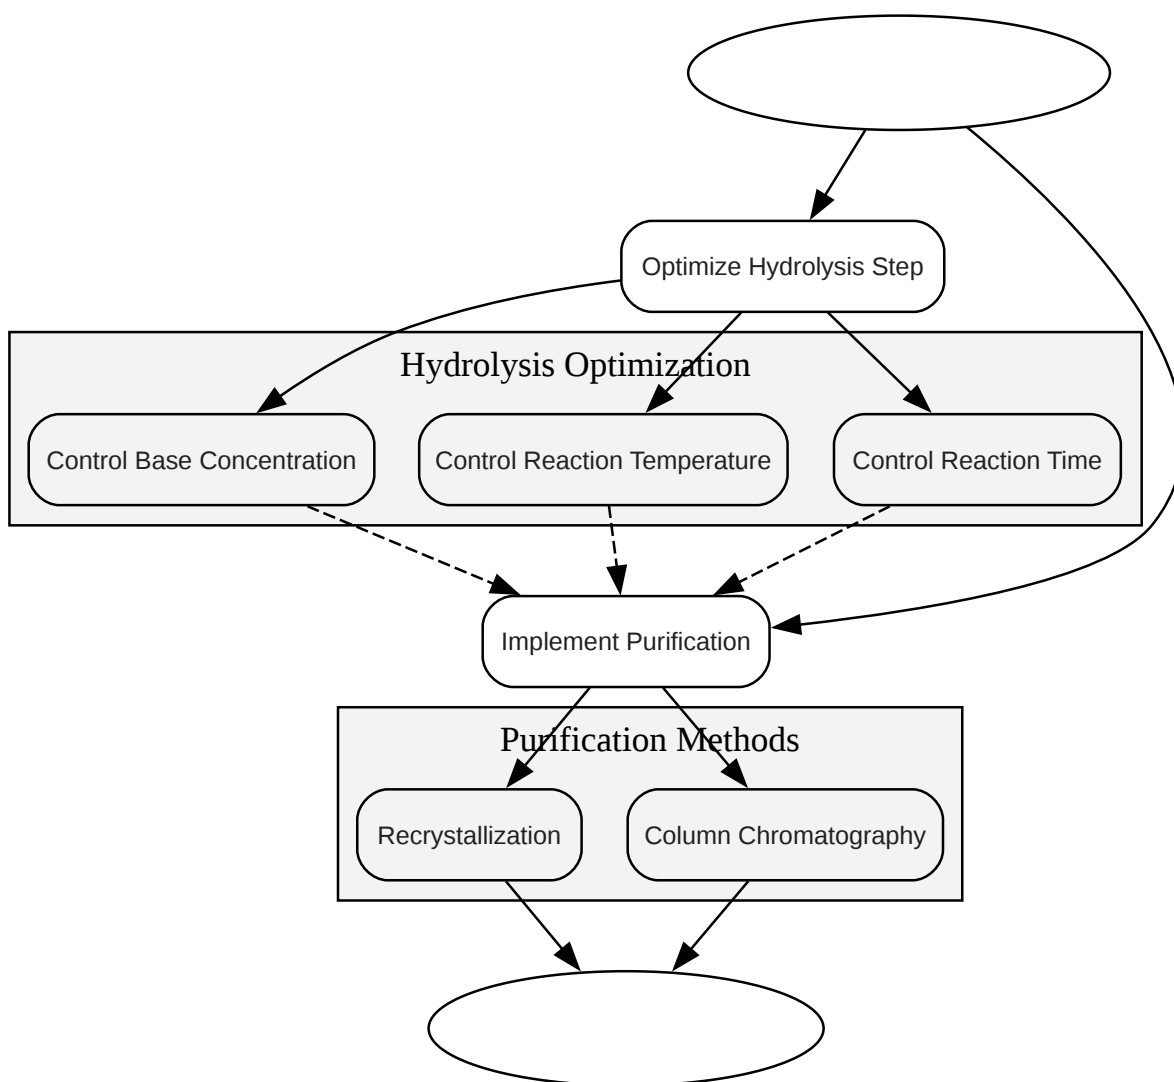 Optimize Hydrolysis Step
Hydrolysis Optimization
Control Base Concentration
Control Reaction Temperature
Control Reaction Time
Implement Purification
Purification Methods
Recrystallization
Column Chromatography